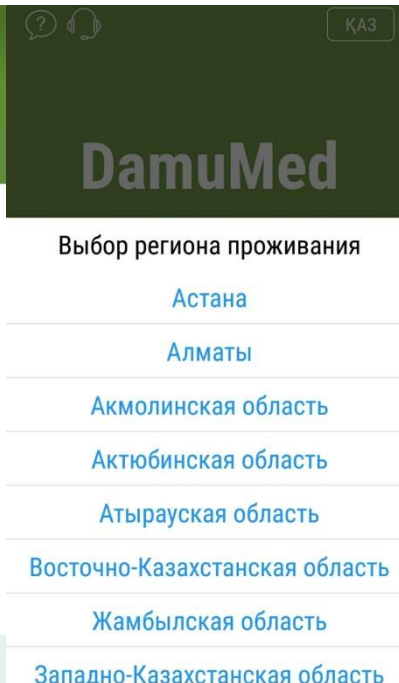 ?
ҚАЗ
DamuMed
Выбор региона проживания
Астана
Алматы
Акмолинская область
Актюбинская область
Атырауская область
Восточно-Казахстанская область
Жамбылская область
Западно-Казахстанская область